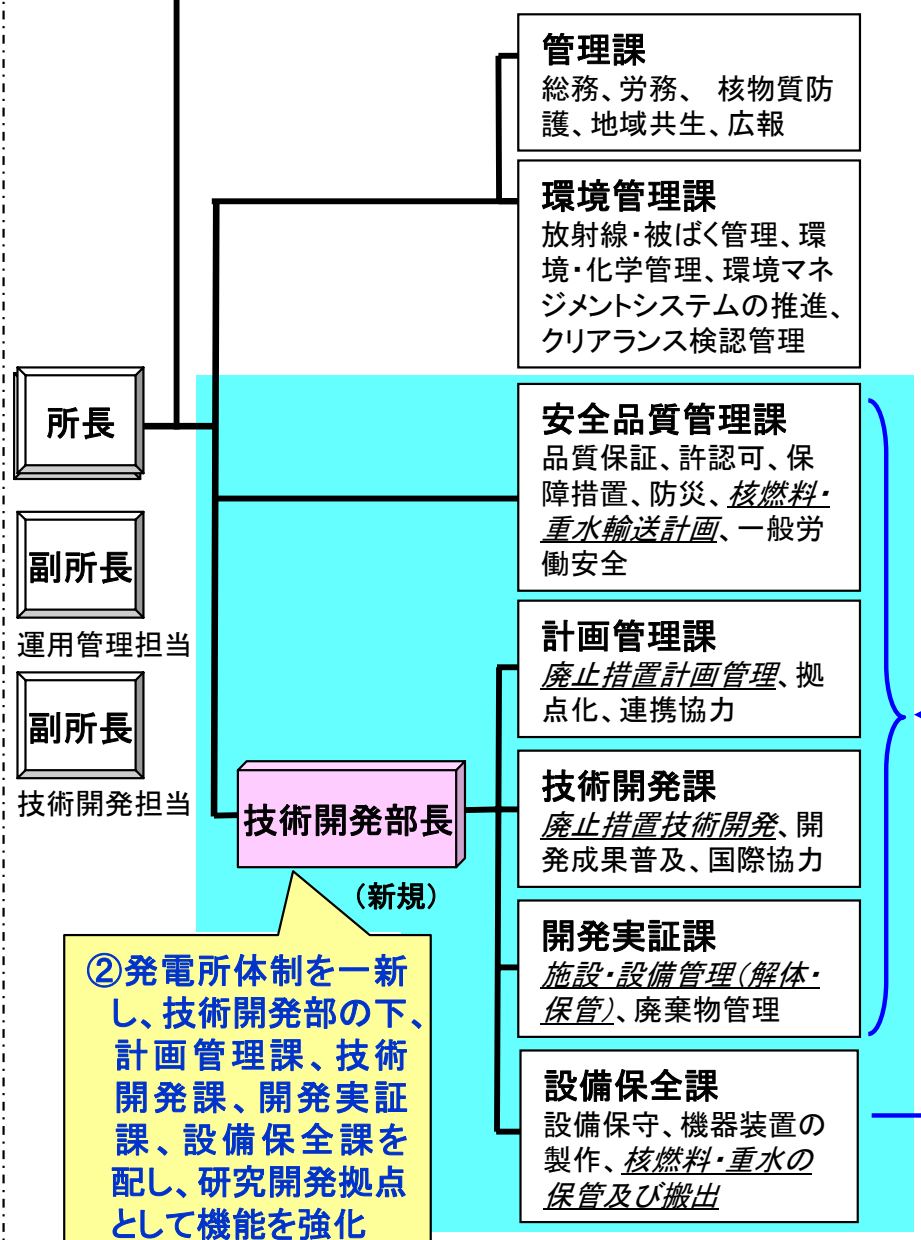 管理課
総務、労務、 核物質防
護、地域共生、広報
環境管理課
放射線・被ばく管理、環
境・化学管理、環境マネ
ジメントシステムの推進、
クリアランス検認管理
所長
安全品質管理課
品質保証、許認可、保
障措置、防災、核燃料・
重水輸送計画、一般労
働安全
副所長
運用管理担当
計画管理課
廃止措置計画管理、拠
点化、連携協力
副所長
技術開発担当
技術開発部長
(新規)
技術開発課
廃止措置技術開発、開
発成果普及、国際協力
開発実証課
施設・設備管理(解体・
保管)、廃棄物管理
②発電所体制を一新
し、技術開発部の下、
計画管理課、技術
開発課、開発実証
課、設備保全課を
配し、研究開発拠点
として機能を強化
設備保全課
設備保守、機器装置の
製作、核燃料・重水の
保管及び搬出